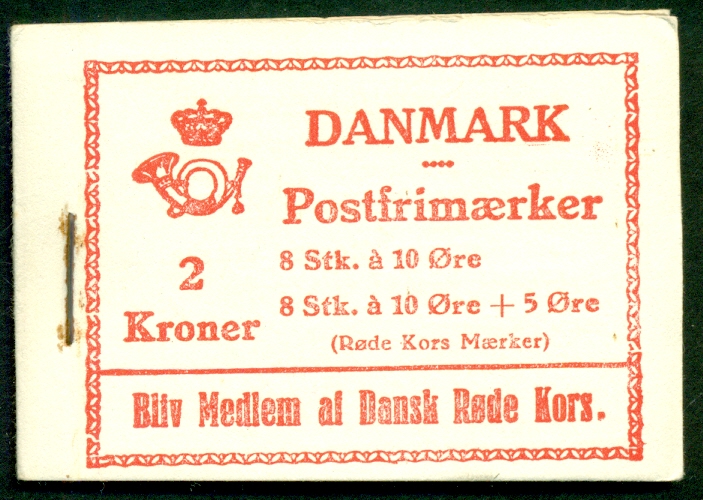 DANMARK
Postfrimærker
2
Kroner
8 Stk. à 10 Øre
8 Stk. à 10 Øre + 5 Øre
(Røde Kors Mærker)
Bliv Medlem af Dansk Røde Kors.